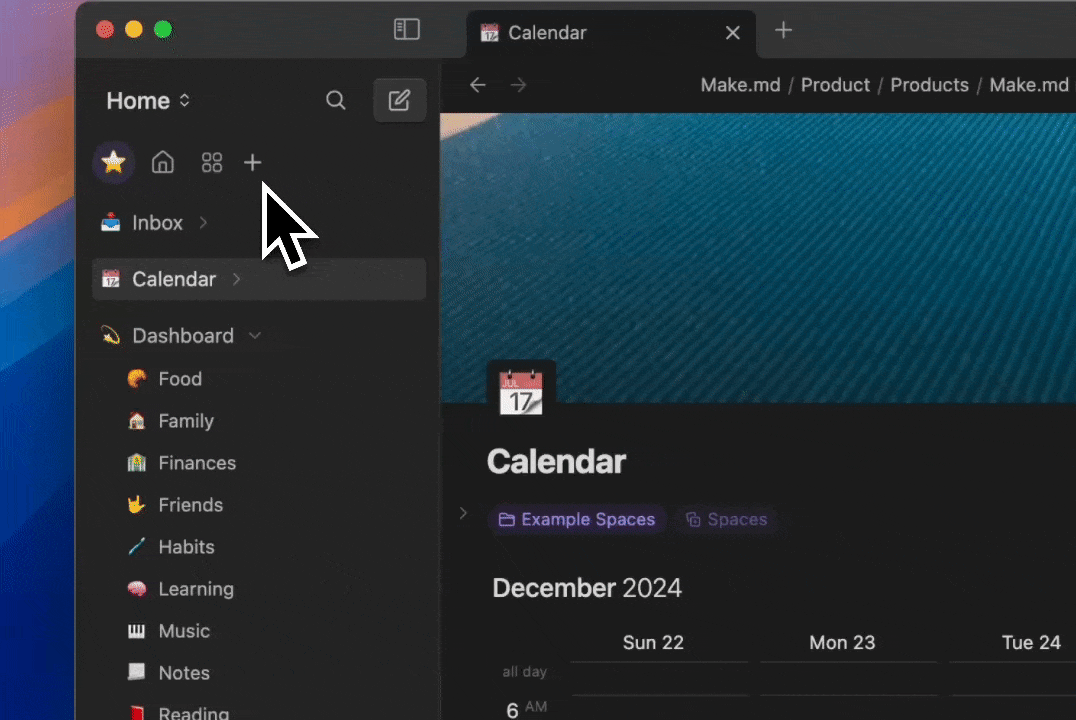 Calendar
Home
Make.md / Product / Products / Make.md
Inbox
Calendar
Dashboard
Food
Family
Finances
Friends
Habits
Learning
Music
Notes
Reading
JUL
17
Calendar
Example Spaces
Spaces
December 2024
Sun 22
Mon 23
Tue 24
all day
6 AM